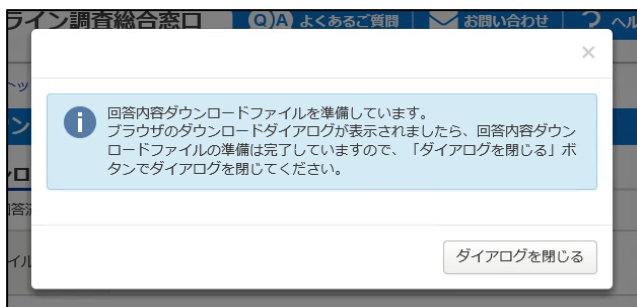 ライン調査総合窓口
Q A よくあるご質問
お問い合わせ
? ヘル
×
回答内容ダウンロードファイルを準備しています。
ブラウザのダウンロードダイアログが表示されましたら、回答内容ダウン
ロードファイルの準備は完了していますので、「ダイアログを閉じる」ボ
タンでダイアログを閉じてください。
ダイアログを閉じる